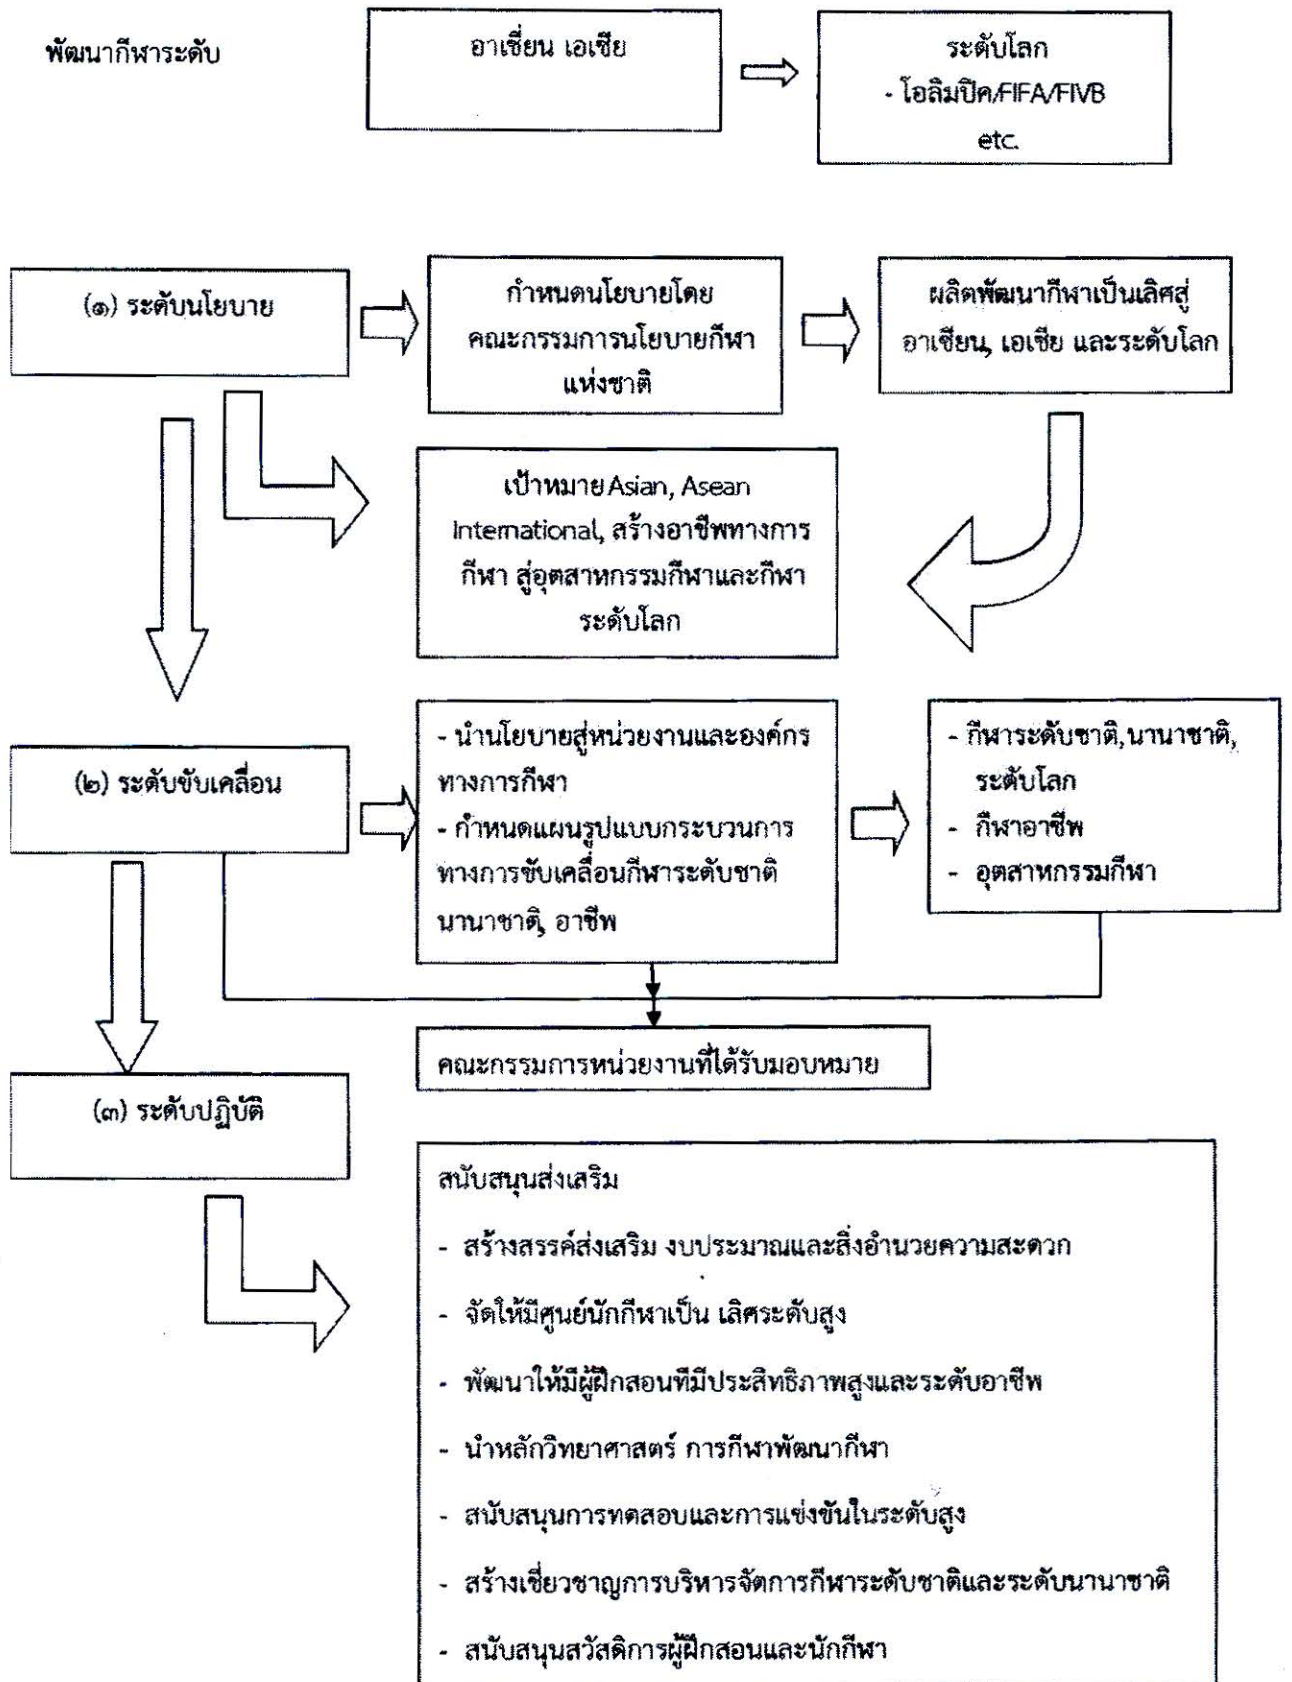 พัฒนากีฬาระดับ
อาเซี่ยน เอเซีย
ระดับโลก
- โอลิมปิค/FIFA/FIVB
etc.
(๑) ระดับนโยบาย
กำหนดนโยบายโดย
คณะกรรมการนโยบายกีฬา
แห่งชาติ
ผลิตพัฒนากีฬาเป็นเลิศสู่
อาเซียน, เอเซีย และระดับโลก
เป้าหมาย Asian, Asean
International, สร้างอาชีพทางการ
กีฬา สู่อุตสาหกรรมกีฬาและกีฬา
ระดับโลก
(๒) ระดับขับเคลื่อน
- นำนโยบายสู่หน่วยงานและองค์กร
ทางการกีฬา
- กำหนดแผนรูปแบบกระบวนการ
ทางการขับเคลื่อนกีฬาระดับชาติ
นานาชาติ, อาชีพ
- กีฬาระดับชาติ,นานาชาติ,
ระดับโลก
- กีฬาอาชีพ
- อุตสาหกรรมกีฬา
คณะกรรมการหน่วยงานที่ได้รับมอบหมาย
(๓) ระดับปฏิบัติ
สนับสนุนส่งเสริม
- สร้างสรรค์ส่งเสริม งบประมาณและสิ่งอำนวยความสะดวก
- จัดให้มีศูนย์นักกีฬาเป็น เลิศระดับสูง
- พัฒนาให้มีผู้ฝึกสอนที่มีประสิทธิภาพสูงและระดับอาชีพ
- นำหลักวิทยาศาสตร์ การกีฬาพัฒนากีฬา
- สนับสนุนการทดสอบและการแข่งขันในระดับสูง
- สร้างเชี่ยวชาญการบริหารจัดการกีฬาระดับชาติและระดับนานาชาติ
- สนับสนุนสวัสดิการผู้ฝึกสอนและนักกีฬา